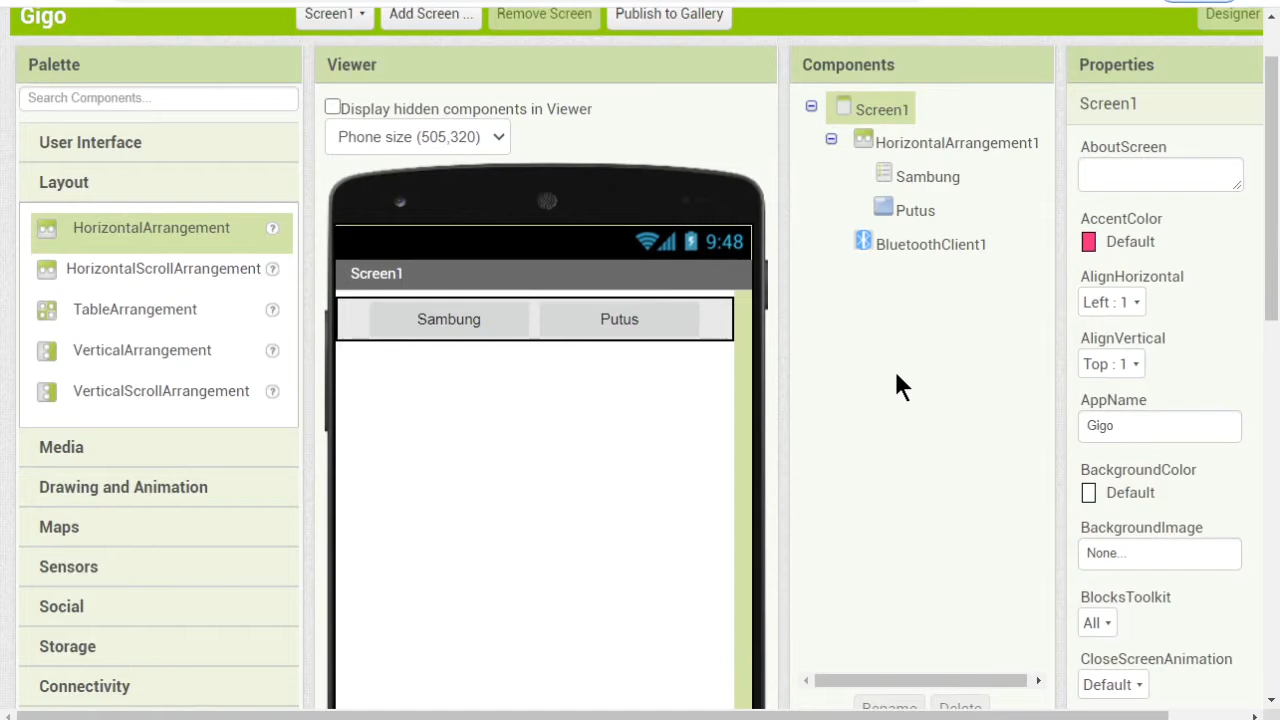 Gigo
Screen1
Add Screen ...
Remove Screen
Publish to Gallery
Designer
Palette
Search Components...
User Interface
Layout
HorizontalArrangement
?
HorizontalScrollArrangement
?
TableArrangement
?
VerticalArrangement
?
VerticalScrollArrangement
?
Media
Drawing and Animation
Maps
Sensors
Social
Storage
Connectivity
Viewer
Display hidden components in Viewer
Phone size (505,320)
9:48
Screen1
Sambung
Putus
Components
Screen1
HorizontalArrangement1
Sambung
Putus
BluetoothClient1
Rename
Delete
Properties
Screen1
AboutScreen
AccentColor
Default
AlignHorizontal
Left : 1
AlignVertical
Top : 1
AppName
Gigo
BackgroundColor
Default
BackgroundImage
None...
BlocksToolkit
All
CloseScreenAnimation
Default